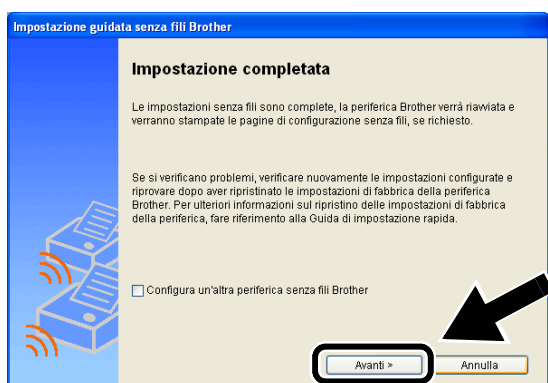 Impostazione guidata senza fili Brother
Impostazione completata
Le impostazioni senza fili sono complete, la periferica Brother verrà riavviata e
verranno stampate le pagine di configurazione senza fili, se richiesto.
Se si verificano problemi, verificare nuovamente le impostazioni configurate e
riprovare dopo aver ripristinato le impostazioni di fabbrica della periferica
Brother. Per ulteriori informazioni sul ripristino delle impostazioni di fabbrica
della periferica, fare riferimento alla Guida di impostazione rapida.
Configura un'altra periferica senza fili Brother
Avanti >
Annulla